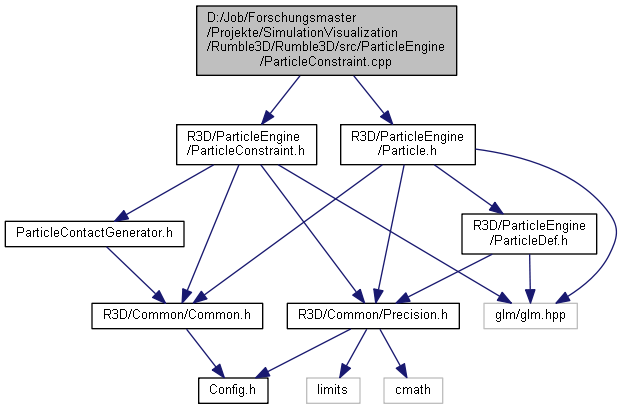 D:/Job/Forschungsmaster
/Projekte/SimulationVisualization
/Rumble3D/Rumble3D/src/ParticleEngine
/ParticleConstraint.cpp
R3D/ParticleEngine
/ParticleConstraint.h
R3D/ParticleEngine
/Particle.h
ParticleContactGenerator.h
R3D/ParticleEngine
/ParticleDef.h
R3D/Common/Common.h
R3D/Common/Precision.h
glm/glm.hpp
Config.h
limits
cmath